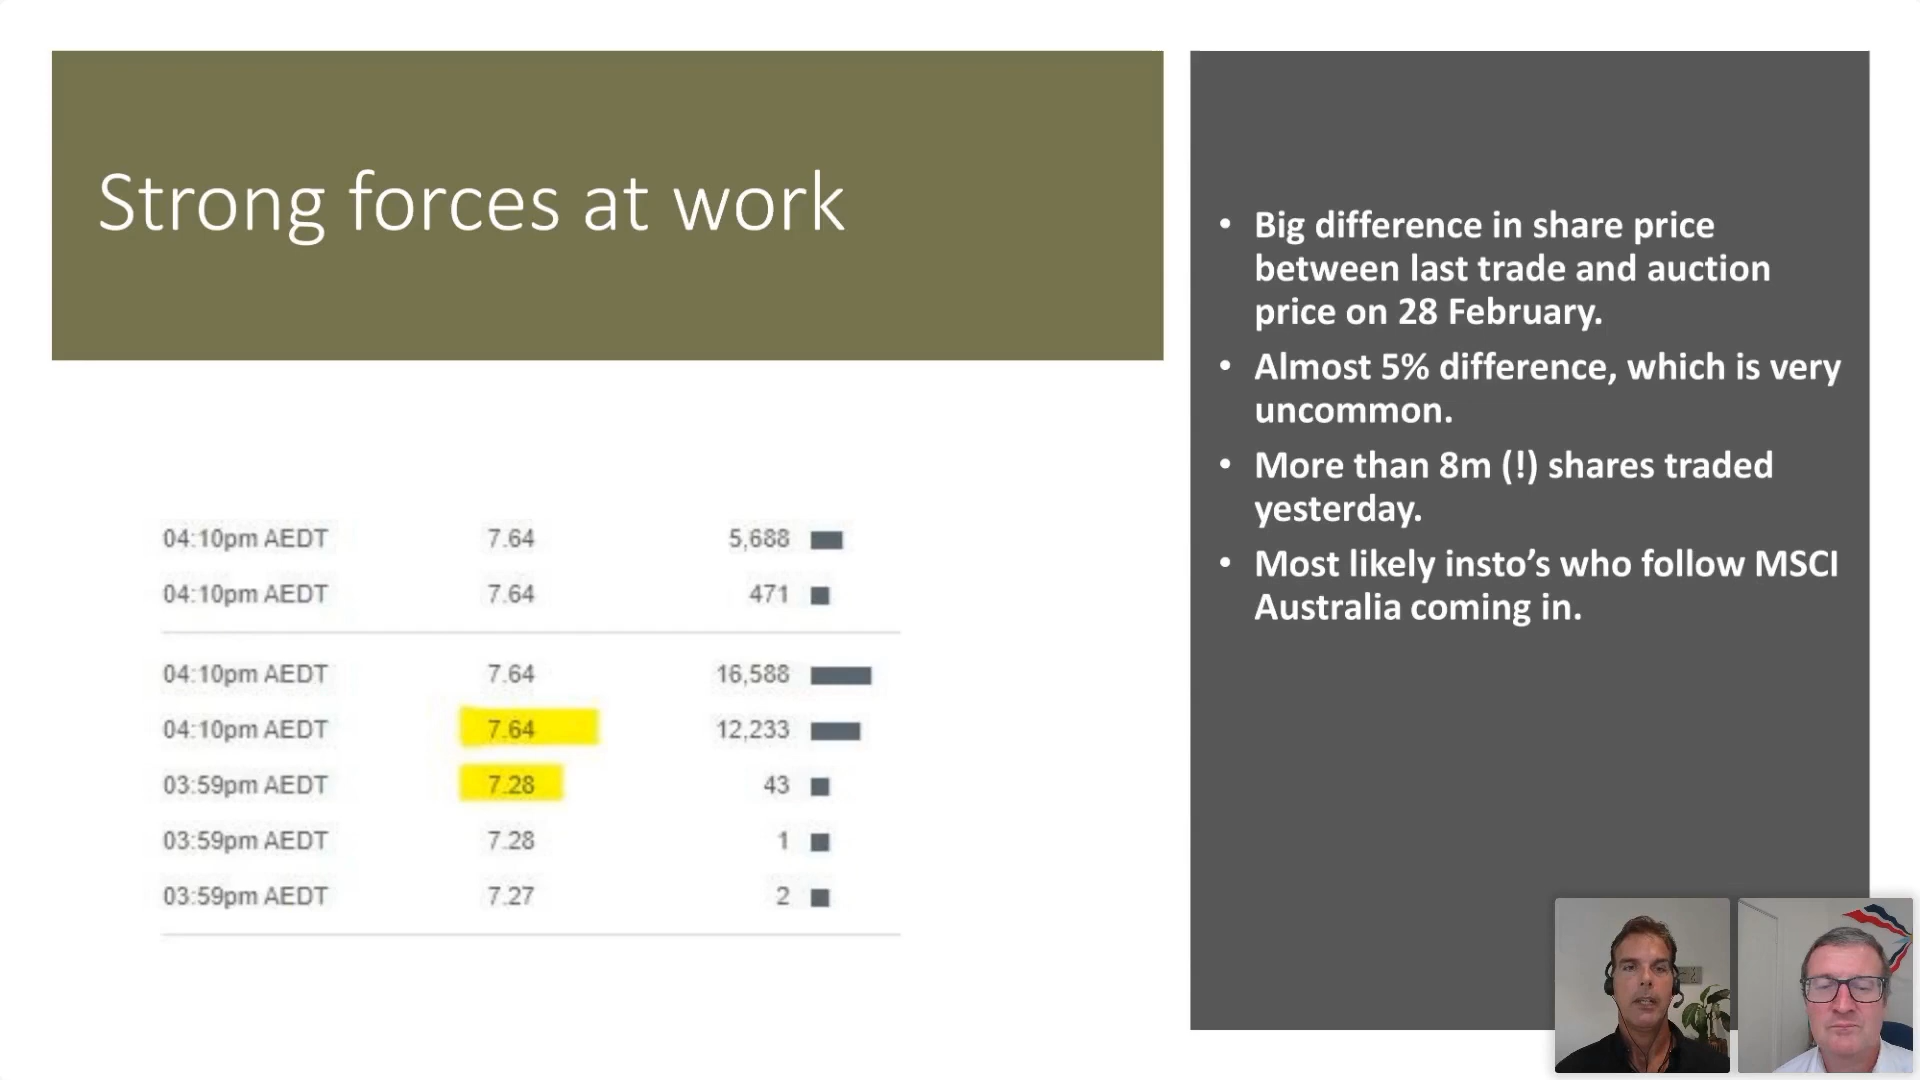 Strong forces at work
04:10pm AEDT 7.64 5,688
04:10pm AEDT 7.64 471
04:10pm AEDT 7.64 16,588
04:10pm AEDT 7.64 12,233
03:59pm AEDT 7.28 43
03:59pm AEDT 7.28 1
03:59pm AEDT 7.27 2
• Big difference in share price
between last trade and auction
price on 28 February.
• Almost 5% difference, which is very
uncommon.
• More than 8m (!) shares traded
yesterday.
• Most likely insto’s who follow MSCI
Australia coming in.